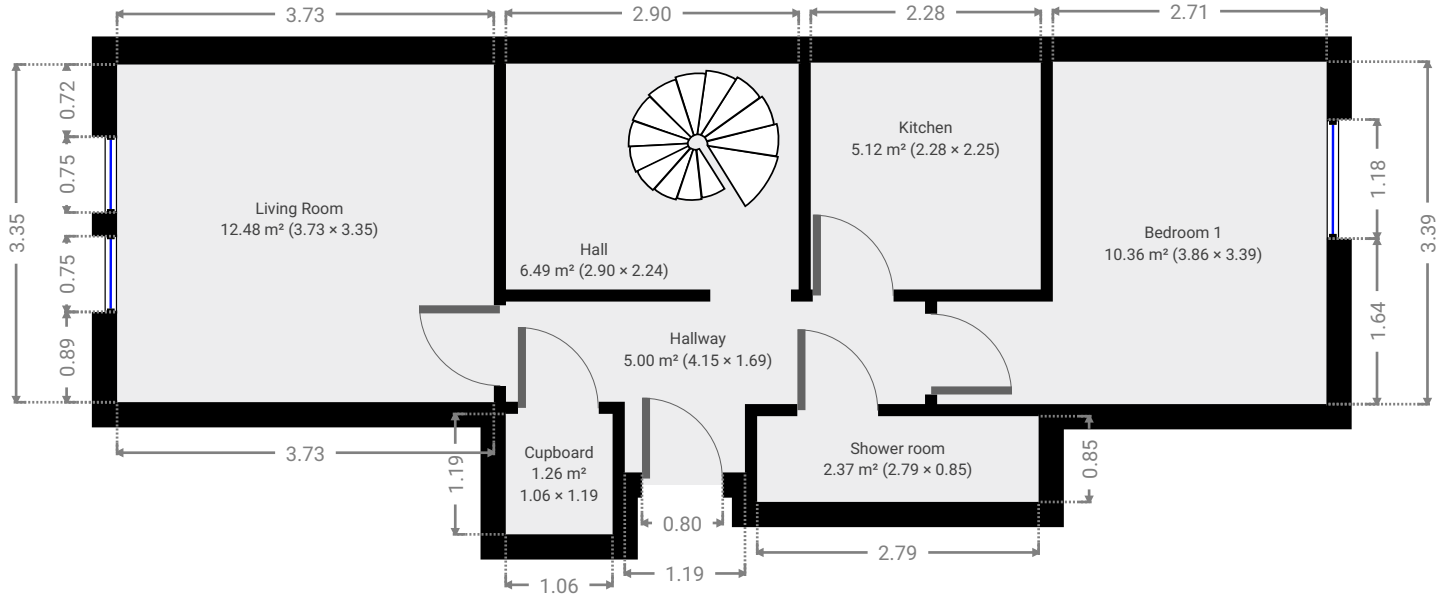 3.73
2.90
2.28
2.71
0.72
0.75
3.35
0.75
0.89
Living Room
12.48 m² (3.73 × 3.35)
Hall
6.49 m² (2.90 × 2.24)
Kitchen
5.12 m² (2.28 × 2.25)
Bedroom 1
10.36 m² (3.86 × 3.39)
1.18
3.39
1.64
Hallway
5.00 m² (4.15 × 1.69)
3.73
1.19
Cupboard
1.26 m²
1.06 × 1.19
Shower room
2.37 m² (2.79 × 0.85)
0.85
0.80
2.79
1.19
1.06